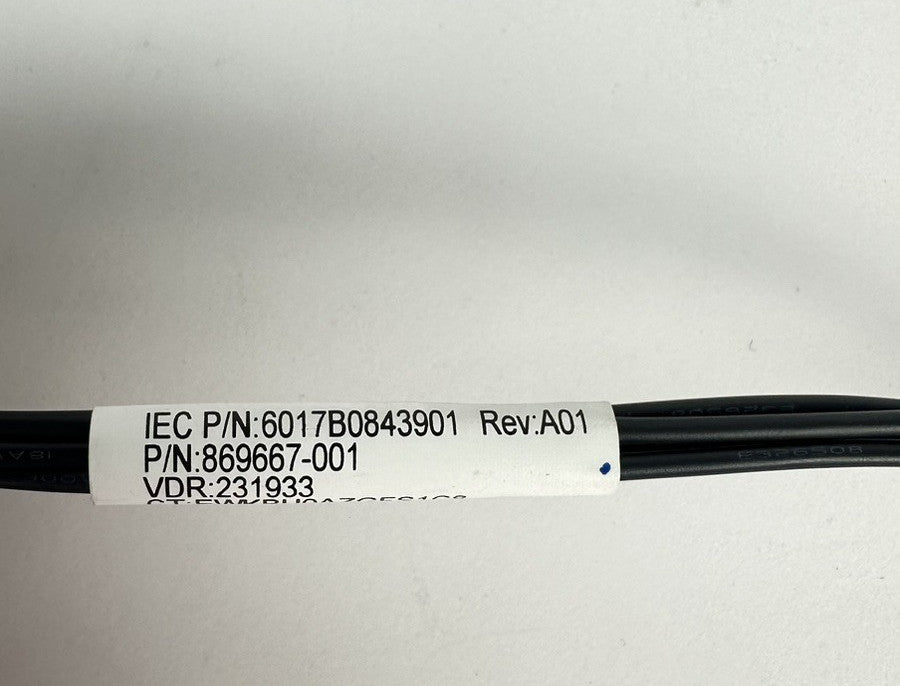 IEC P/N:6017B0843901 Rev:A01
P/N:869667-001
VDR:231933